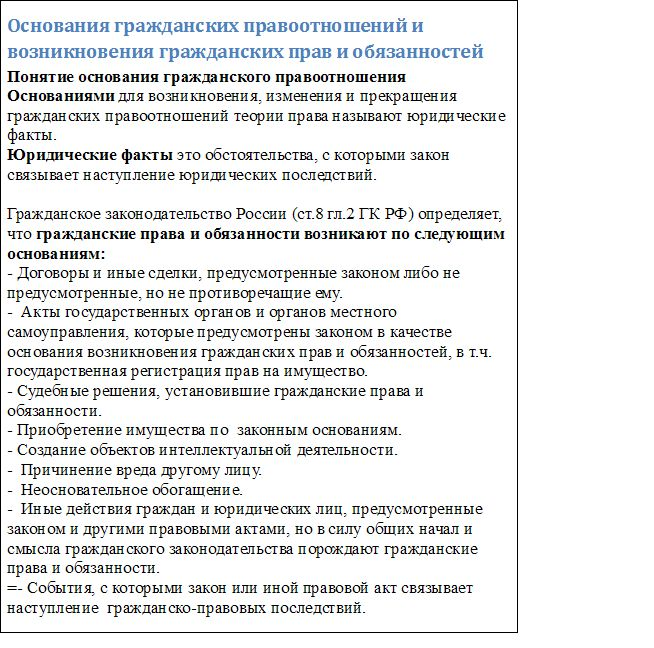 Основания гражданских правоотношений и
возникновения гражданских прав и обязанностей
Понятие основания гражданского правоотношения
Основаниями для возникновения, изменения и прекращения
гражданских правоотношений теории права называют юридические
факты.
Юридические факты это обстоятельства, с которыми закон
связывает наступление юридических последствий.
Гражданское законодательство России (ст.8 гл.2 ГК РФ) определяет,
что гражданские права и обязанности возникают по следующим
основаниям:
- Договоры и иные сделки, предусмотренные законом либо не
предусмотренные, но не противоречащие ему.
- Акты государственных органов и органов местного
самоуправления, которые предусмотрены законом в качестве
основания возникновения гражданских прав и обязанностей, в т.ч.
государственная регистрация прав на имущество.
- Судебные решения, установившие гражданские права и
обязанности.
- Приобретение имущества по законным основаниям.
- Создание объектов интеллектуальной деятельности.
- Причинение вреда другому лицу.
- Неосновательное обогащение.
- Иные действия граждан и юридических лиц, предусмотренные
законом и другими правовыми актами, но в силу общих начал и
смысла гражданского законодательства порождают гражданские
права и обязанности.
=- События, с которыми закон или иной правовой акт связывает
наступление гражданско-правовых последствий.